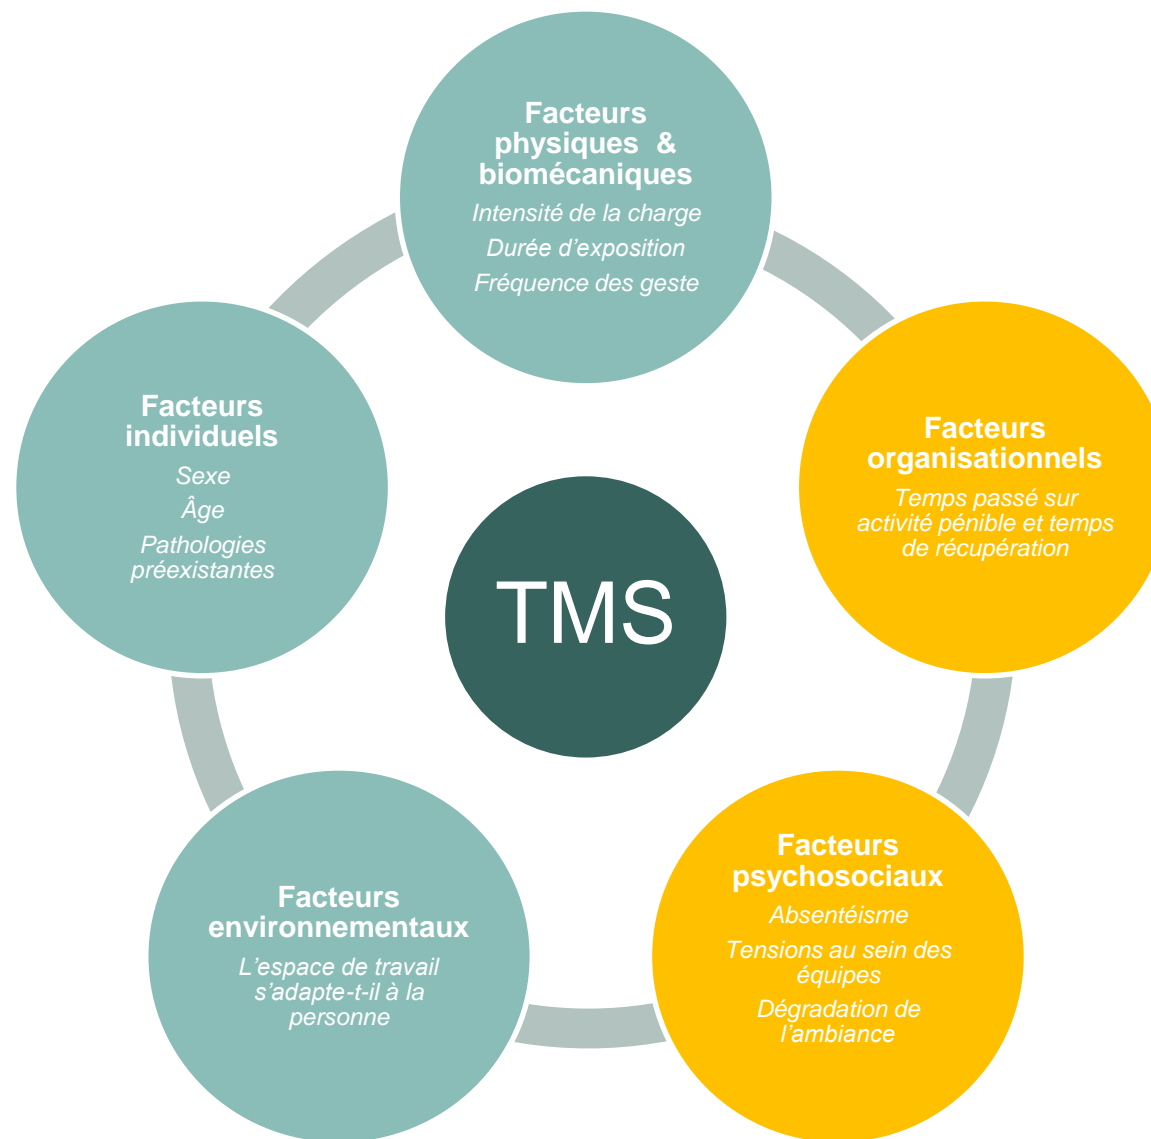 Facteurs
physiques & 
biomécaniques
Intensité de la charge
Durée d’exposition
Fréquence des geste
Facteurs
organisationnels
Temps passé sur
activité pénible et temps
de récupération
Facteurs
psychosociaux
Absentéisme
Tensions au sein des
équipes
Dégradation de
l’ambiance
Facteurs
environnementaux
L’espace de travail
s’adapte-t-il à la
personne
Facteurs
individuels
Sexe
Âge
Pathologies
préexistantes
TMS